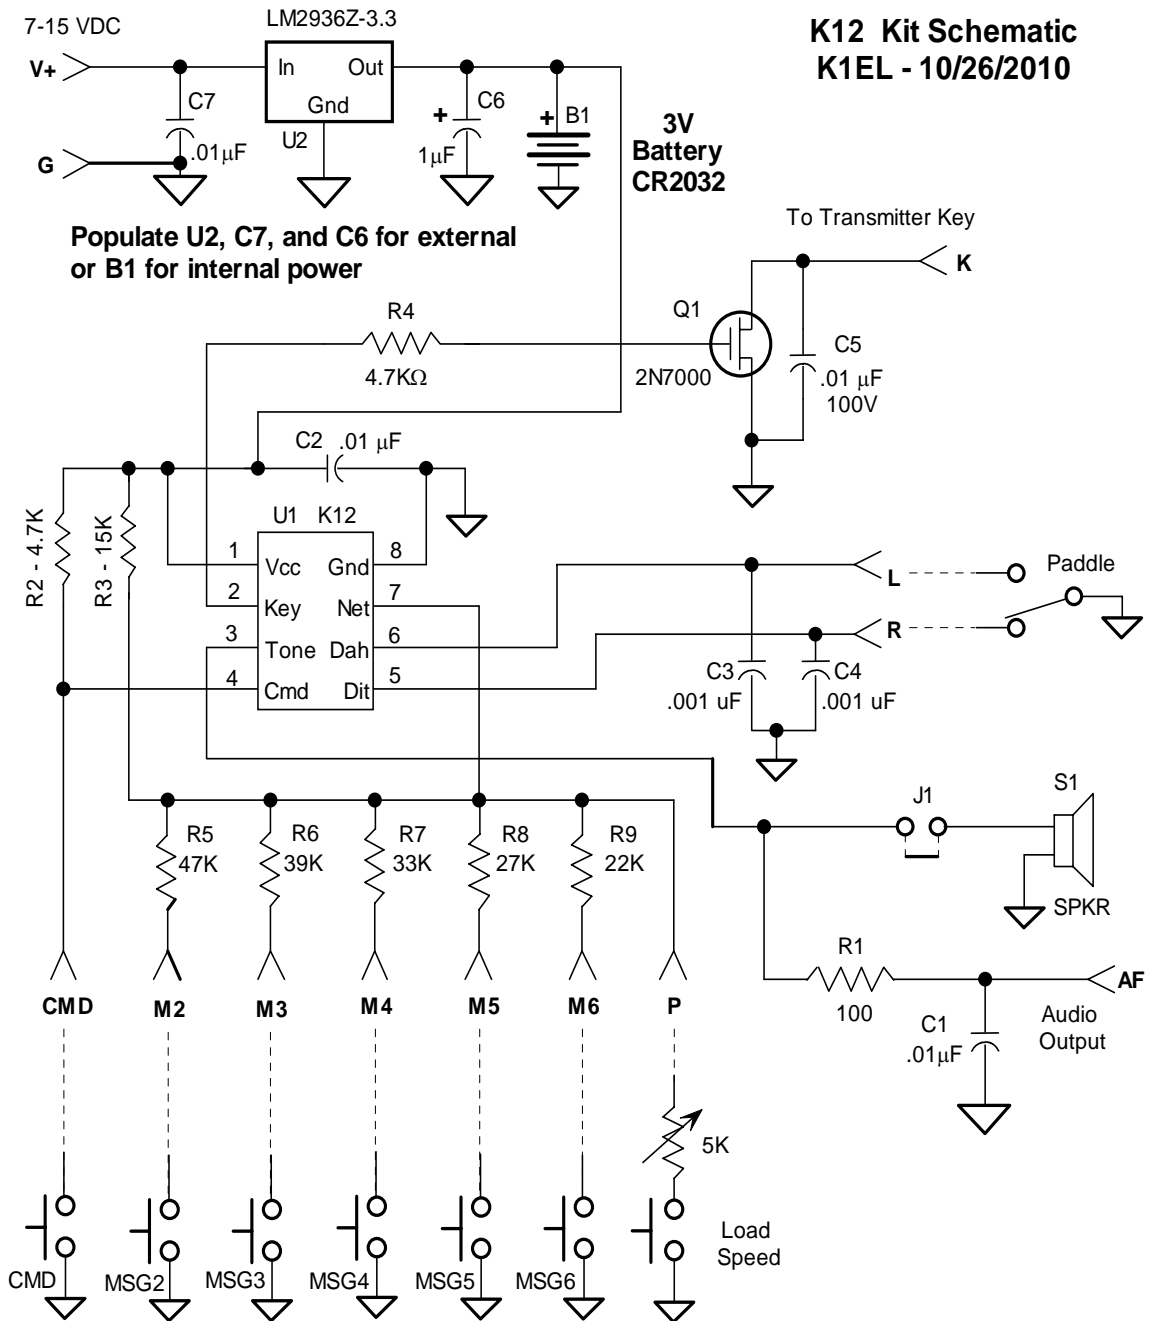 7-15 VDC
LM2936Z-3.3
K12 Kit Schematic
K1EL - 10/26/2010
V+
In
Out
Gnd
U2
C7
.01μF
G
+
C6
1μF
+
B1
3V
Battery
CR2032
Populate U2, C7, and C6 for external
or B1 for internal power
To Transmitter Key
K
R4
4.7KΩ
Q1
2N7000
C5
.01 μF
100V
C2
.01 μF
R2 - 4.7K
R3 - 15K
U1 K12
1
Vcc
Gnd
8
2
Key
Net
7
3
Tone
Dah
6
4
Cmd
Dit
5
L
R
Paddle
C3
.001 uF
C4
.001 uF
J1
S1
SPKR
R5
47K
R6
39K
R7
33K
R8
27K
R9
22K
R1
100
C1
.01μF
AF
Audio
Output
CMD
M2
M3
M4
M5
M6
P
5K
Load
Speed
CMD
MSG2
MSG3
MSG4
MSG5
MSG6